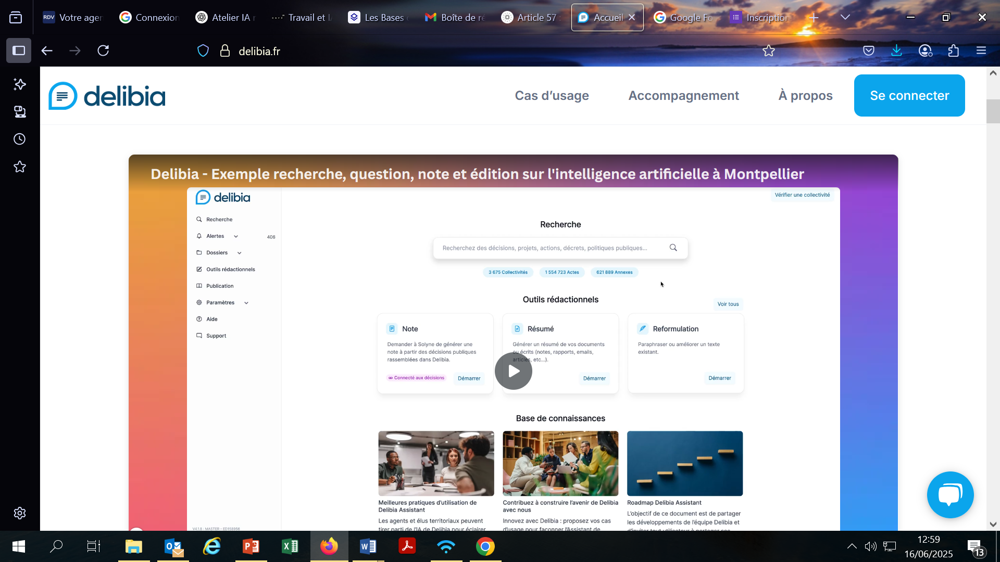 RDV Votre ager
Connexion
Atelier IA
Travail et I
Les Bases
Boîte de ré
Article 57
Accueil
Google Fo
Inscription
delibia.fr
delibia
Cas d’usage
Accompagnement
À propos
Se connecter
Delibia - Exemple recherche, question, note et édition sur l'intelligence artificielle à Montpellier
delibia
Vérifier une collectivité
Recherche
Alertes
406
Dossiers
Outils rédactionnels
Publication
Paramètres
Aide
Support
Recherche
Recherchez des décisions, projets, actions, décrets, politiques publiques...
3 675 Collectivités
1 554 723 Actes
621 889 Annexes
Outils rédactionnels
Voir tous
Note
Demander à Solyne de générer une
note à partir des décisions publiques
rassemblées dans Delibia.
Connecté aux décisions
Démarrer
Résumé
Générer un résumé de vos documents
ou écrits (notes, rapports, emails,
articles, etc...).
Démarrer
Reformulation
Paraphraser ou améliorer un texte
existant.
Démarrer
Base de connaissances
Meilleures pratiques d’utilisation de
Delibia Assistant
Les agents et élus territoriaux peuvent
tirer parti de l’IA de Delibia pour éclairer
Contribuez à construire l’avenir de Delibia
avec nous
Innovez avec Delibia : proposez vos cas
d’usage pour façonner l’Assistant de
Roadmap Delibia Assistant
L’objectif de ce document est de partager
les développements de l’équipe Delibia et
d’inviter tout utilisateur à partager ses
V4.1.8 : MASTER - ED158956
12:59
16/06/2025
13